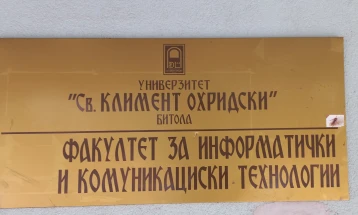 УНИВЕРЗИТЕТ
"Св. КЛИМЕНТ ОХРИДСКИ"
БИТОЛА
ФАКУЛТЕТ ЗА ИНФОРМАТИЧКИ
И КОМУНИКАЦИСКИ ТЕХНОЛОГИИ